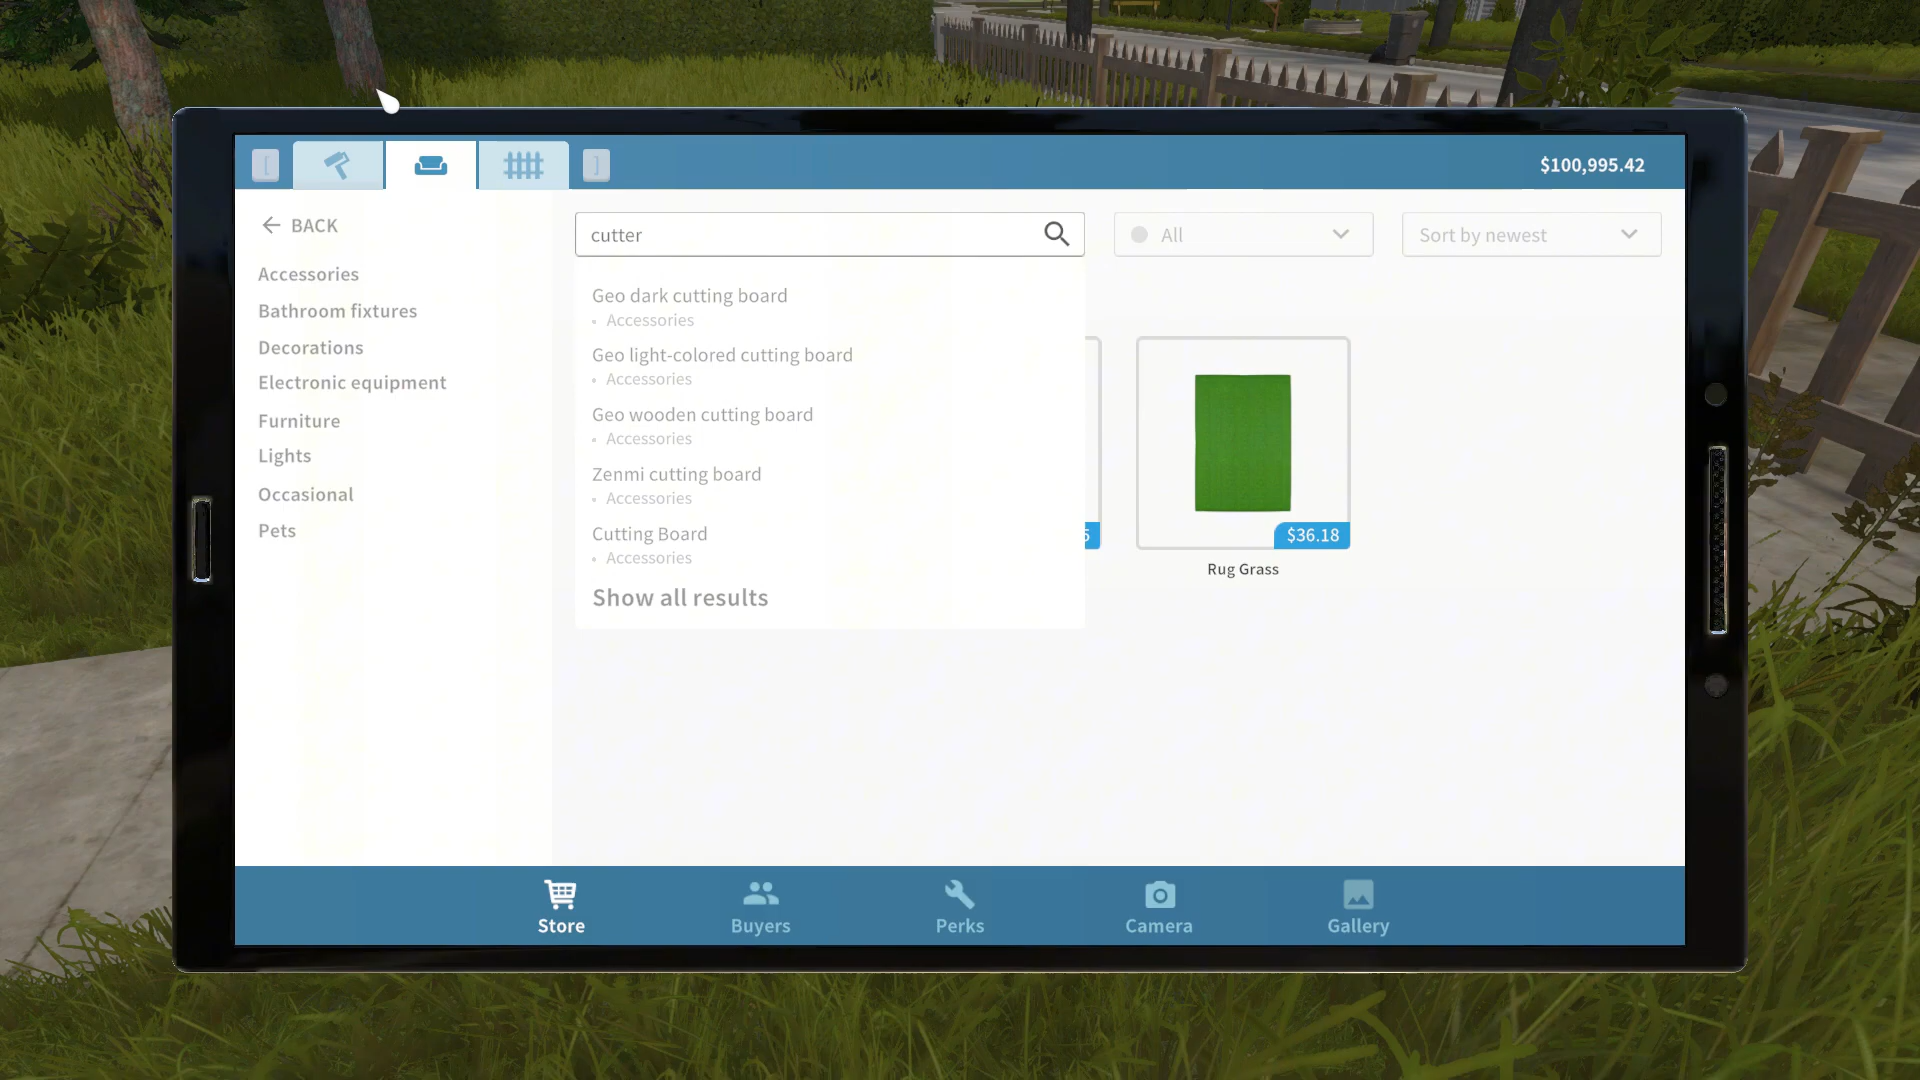 [
]
$100,995.42
BACK
Accessories
Bathroom fixtures
Decorations
Electronic equipment
Furniture
Lights
Occasional
Pets
cutter
All
Sort by newest
Geo dark cutting board
• Accessories
Geo light-colored cutting board
• Accessories
Geo wooden cutting board
• Accessories
Zenmi cutting board
• Accessories
Cutting Board
• Accessories
Show all results
$36.18
Rug Grass
Store
Buyers
Perks
Camera
Gallery